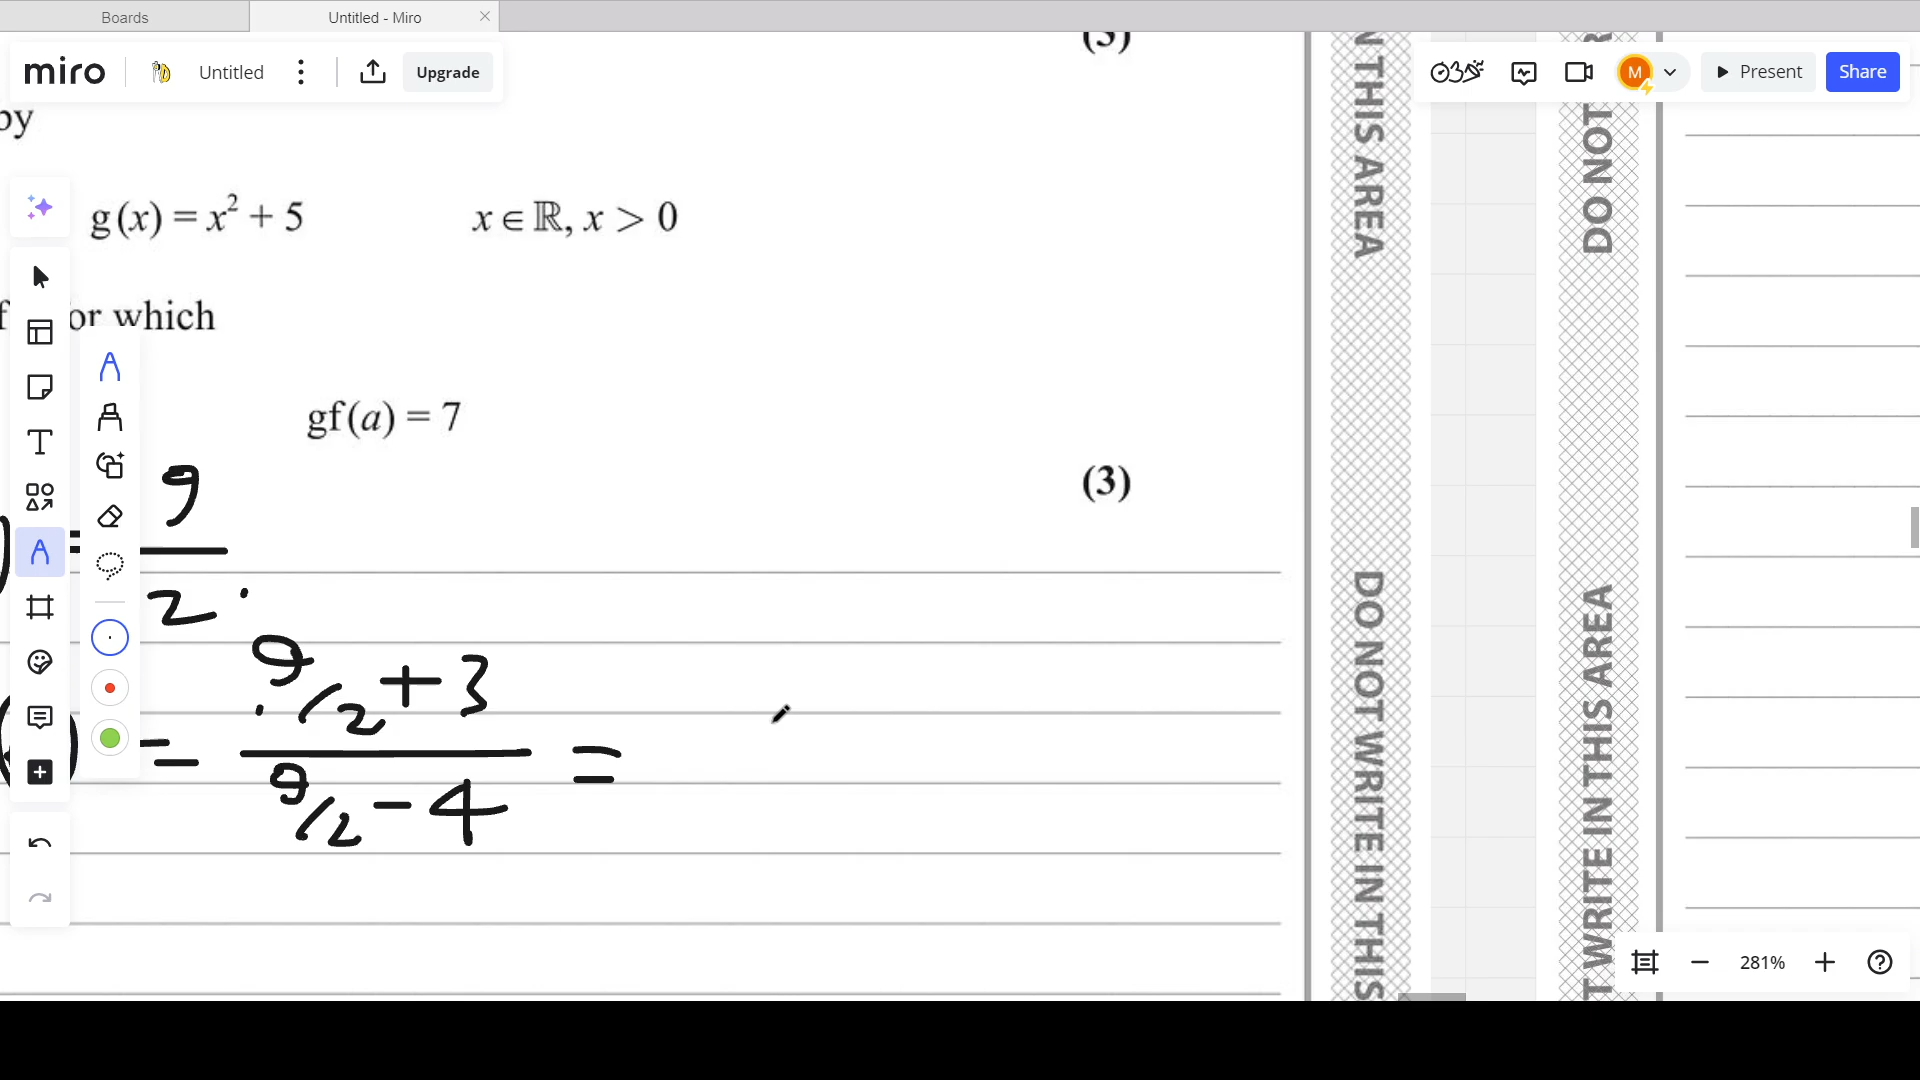 Boards
Untitled - Miro
miro
Untitled
Upgrade
Present
Share
M
(3)
by
g(x) = x² + 5 x ∈ ℝ, x > 0
for which
gf(a) = 7
(3)
= 9/2
= (9/2 + 3)/(9/2 - 4) =
N THIS AREA
DO NOT WRITE IN THIS
DO NOT
T WRITE IN THIS AREA
281%